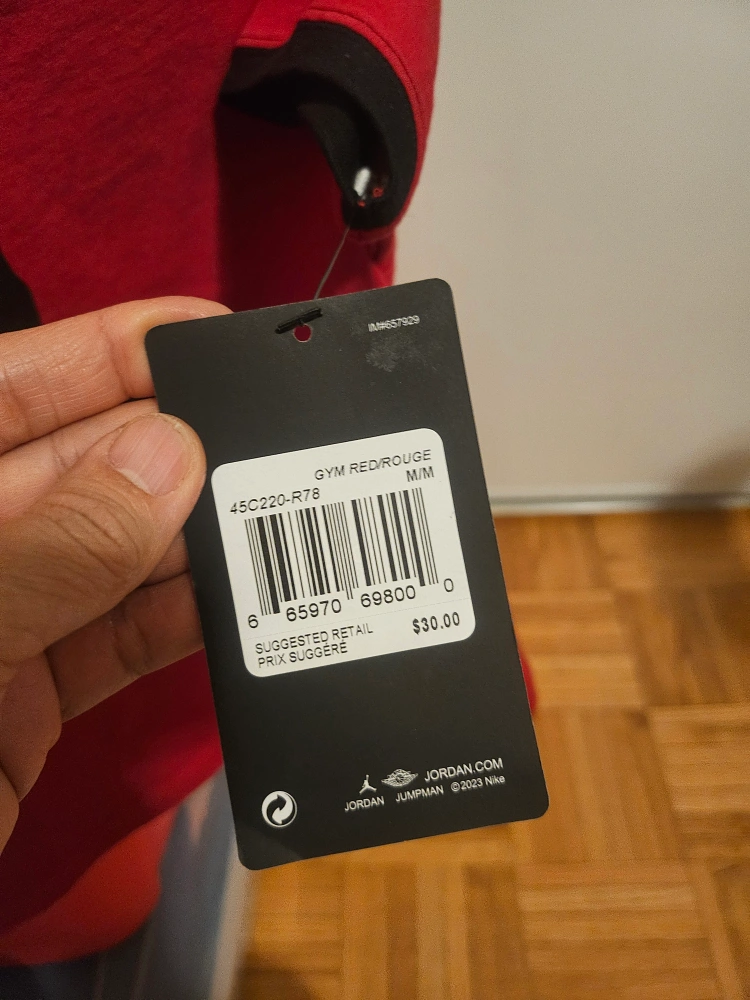 IM#657929
GYM RED/ROUGE
45C220-R78 M/M
6 65970 69800 0
SUGGESTED RETAIL $30.00
PRIX SUGGÉRÉ
JORDAN JUMPMAN JORDAN.COM
©2023 Nike